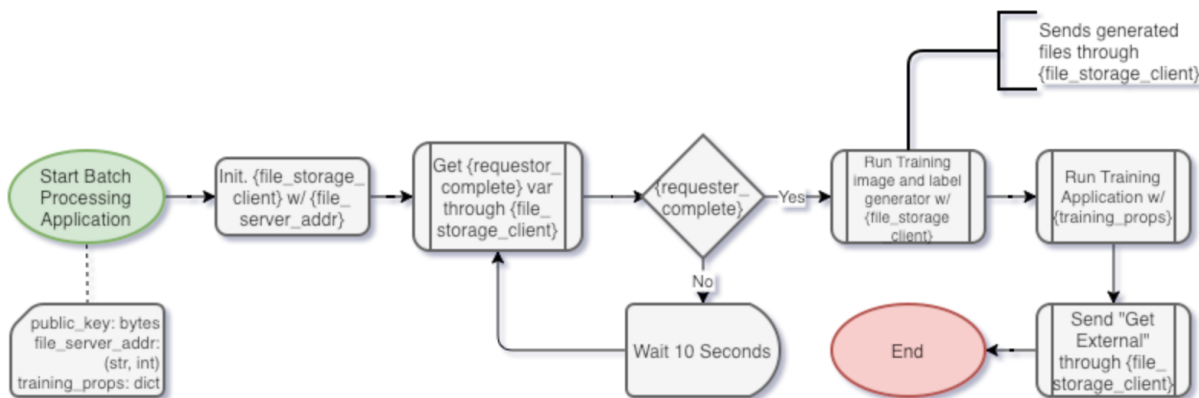 Sends generated
files through
{file_storage_client}
Start Batch
Processing
Application
Init. {file_storage_
client} w/ {file_
server_addr}
Get {requestor_
complete} var
through {file_
storage_client}
{requester_
complete}
Yes
Run Training
image and label
generator w/
{file_storage
client}
Run Training
Application w/
{training_props}
No
public_key: bytes
file_server_addr:
(str, int)
training_props: dict
Wait 10 Seconds
End
Send "Get
External"
through {file_
storage_client}